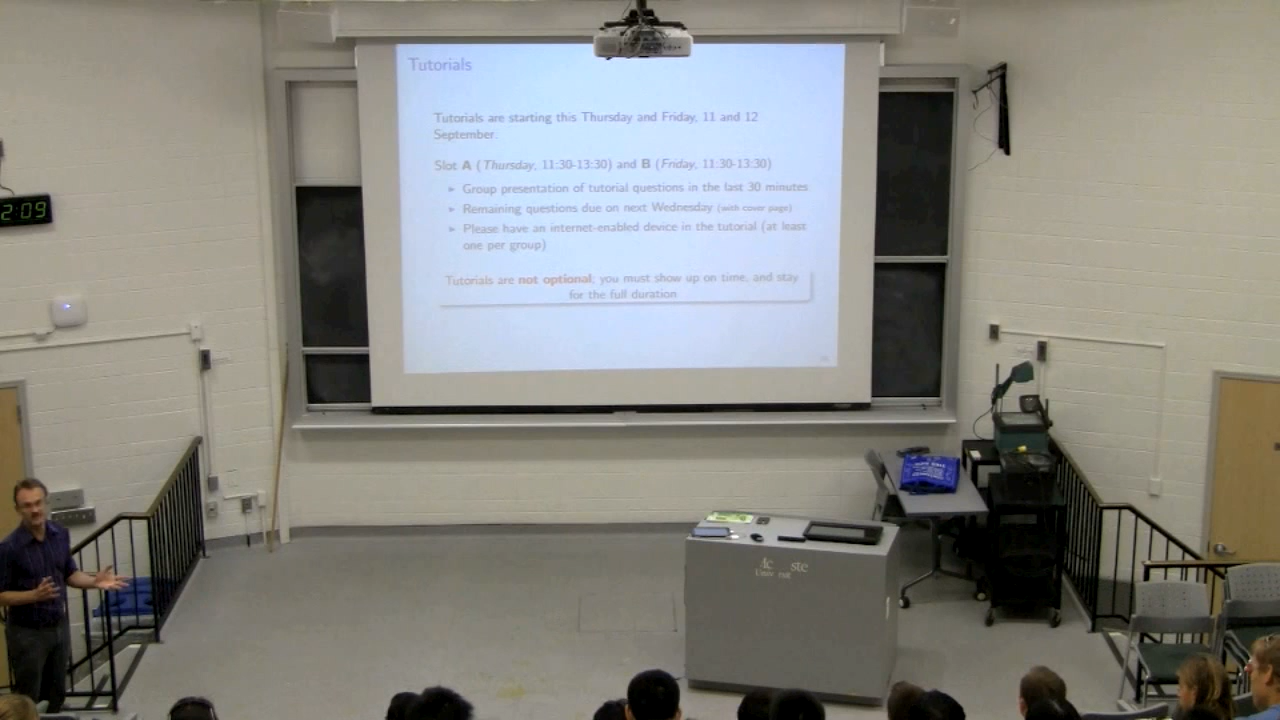 Tutorials
Tutorials are starting this Thursday and Friday, 11 and 12
September.
Slot A (Thursday, 11:30-13:30) and B (Friday, 11:30-13:30)
► Group presentation of tutorial questions in the last 30 minutes
► Remaining questions due on next Wednesday (with cover page)
► Please have an internet-enabled device in the tutorial (at least
one per group)
Tutorials are not optional; you must show up on time, and stay
for the full duration
2:09